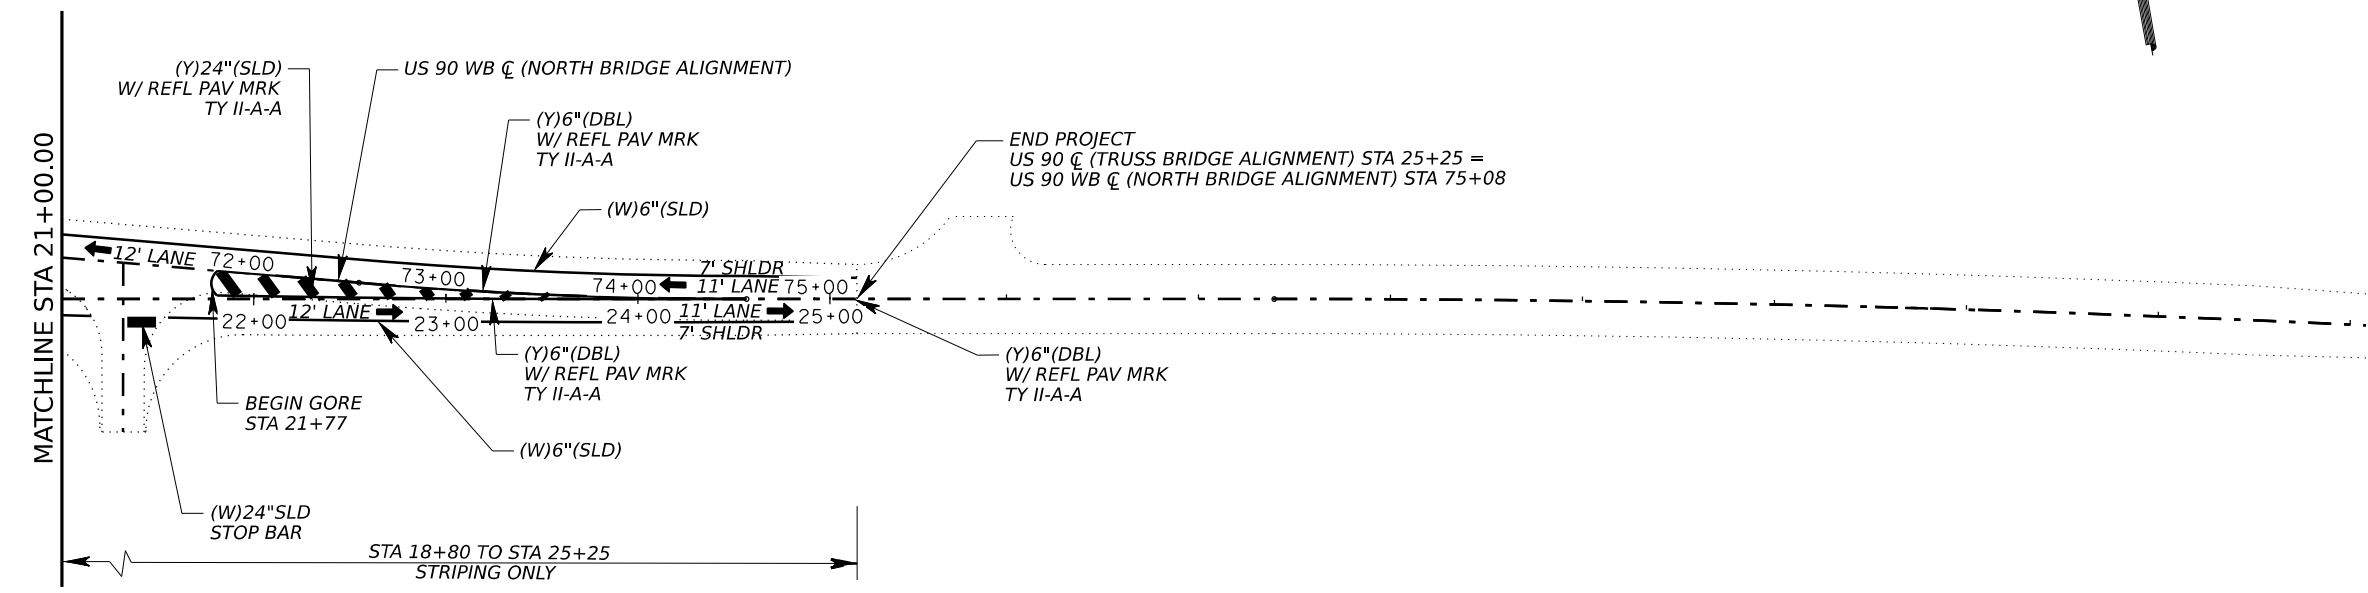 MATCHLINE STA 21+00.00
(Y)24"(SLD)
W/ REFL PAV MRK
TY II-A-A
US 90 WB ℄ (NORTH BRIDGE ALIGNMENT)
(Y)6"(DBL)
W/ REFL PAV MRK
TY II-A-A
(W)6"(SLD)
END PROJECT
US 90 ℄ (TRUSS BRIDGE ALIGNMENT) STA 25+25 =
US 90 WB ℄ (NORTH BRIDGE ALIGNMENT) STA 75+08
12' LANE
72+00
73+00
74+00
7' SHLDR
11' LANE
75+00
22+00
12' LANE
23+00
24+00
11' LANE
25+00
7' SHLDR
(Y)6"(DBL)
W/ REFL PAV MRK
TY II-A-A
(Y)6"(DBL)
W/ REFL PAV MRK
TY II-A-A
BEGIN GORE
STA 21+77
(W)6"(SLD)
(W)24"SLD
STOP BAR
STA 18+80 TO STA 25+25
STRIPING ONLY